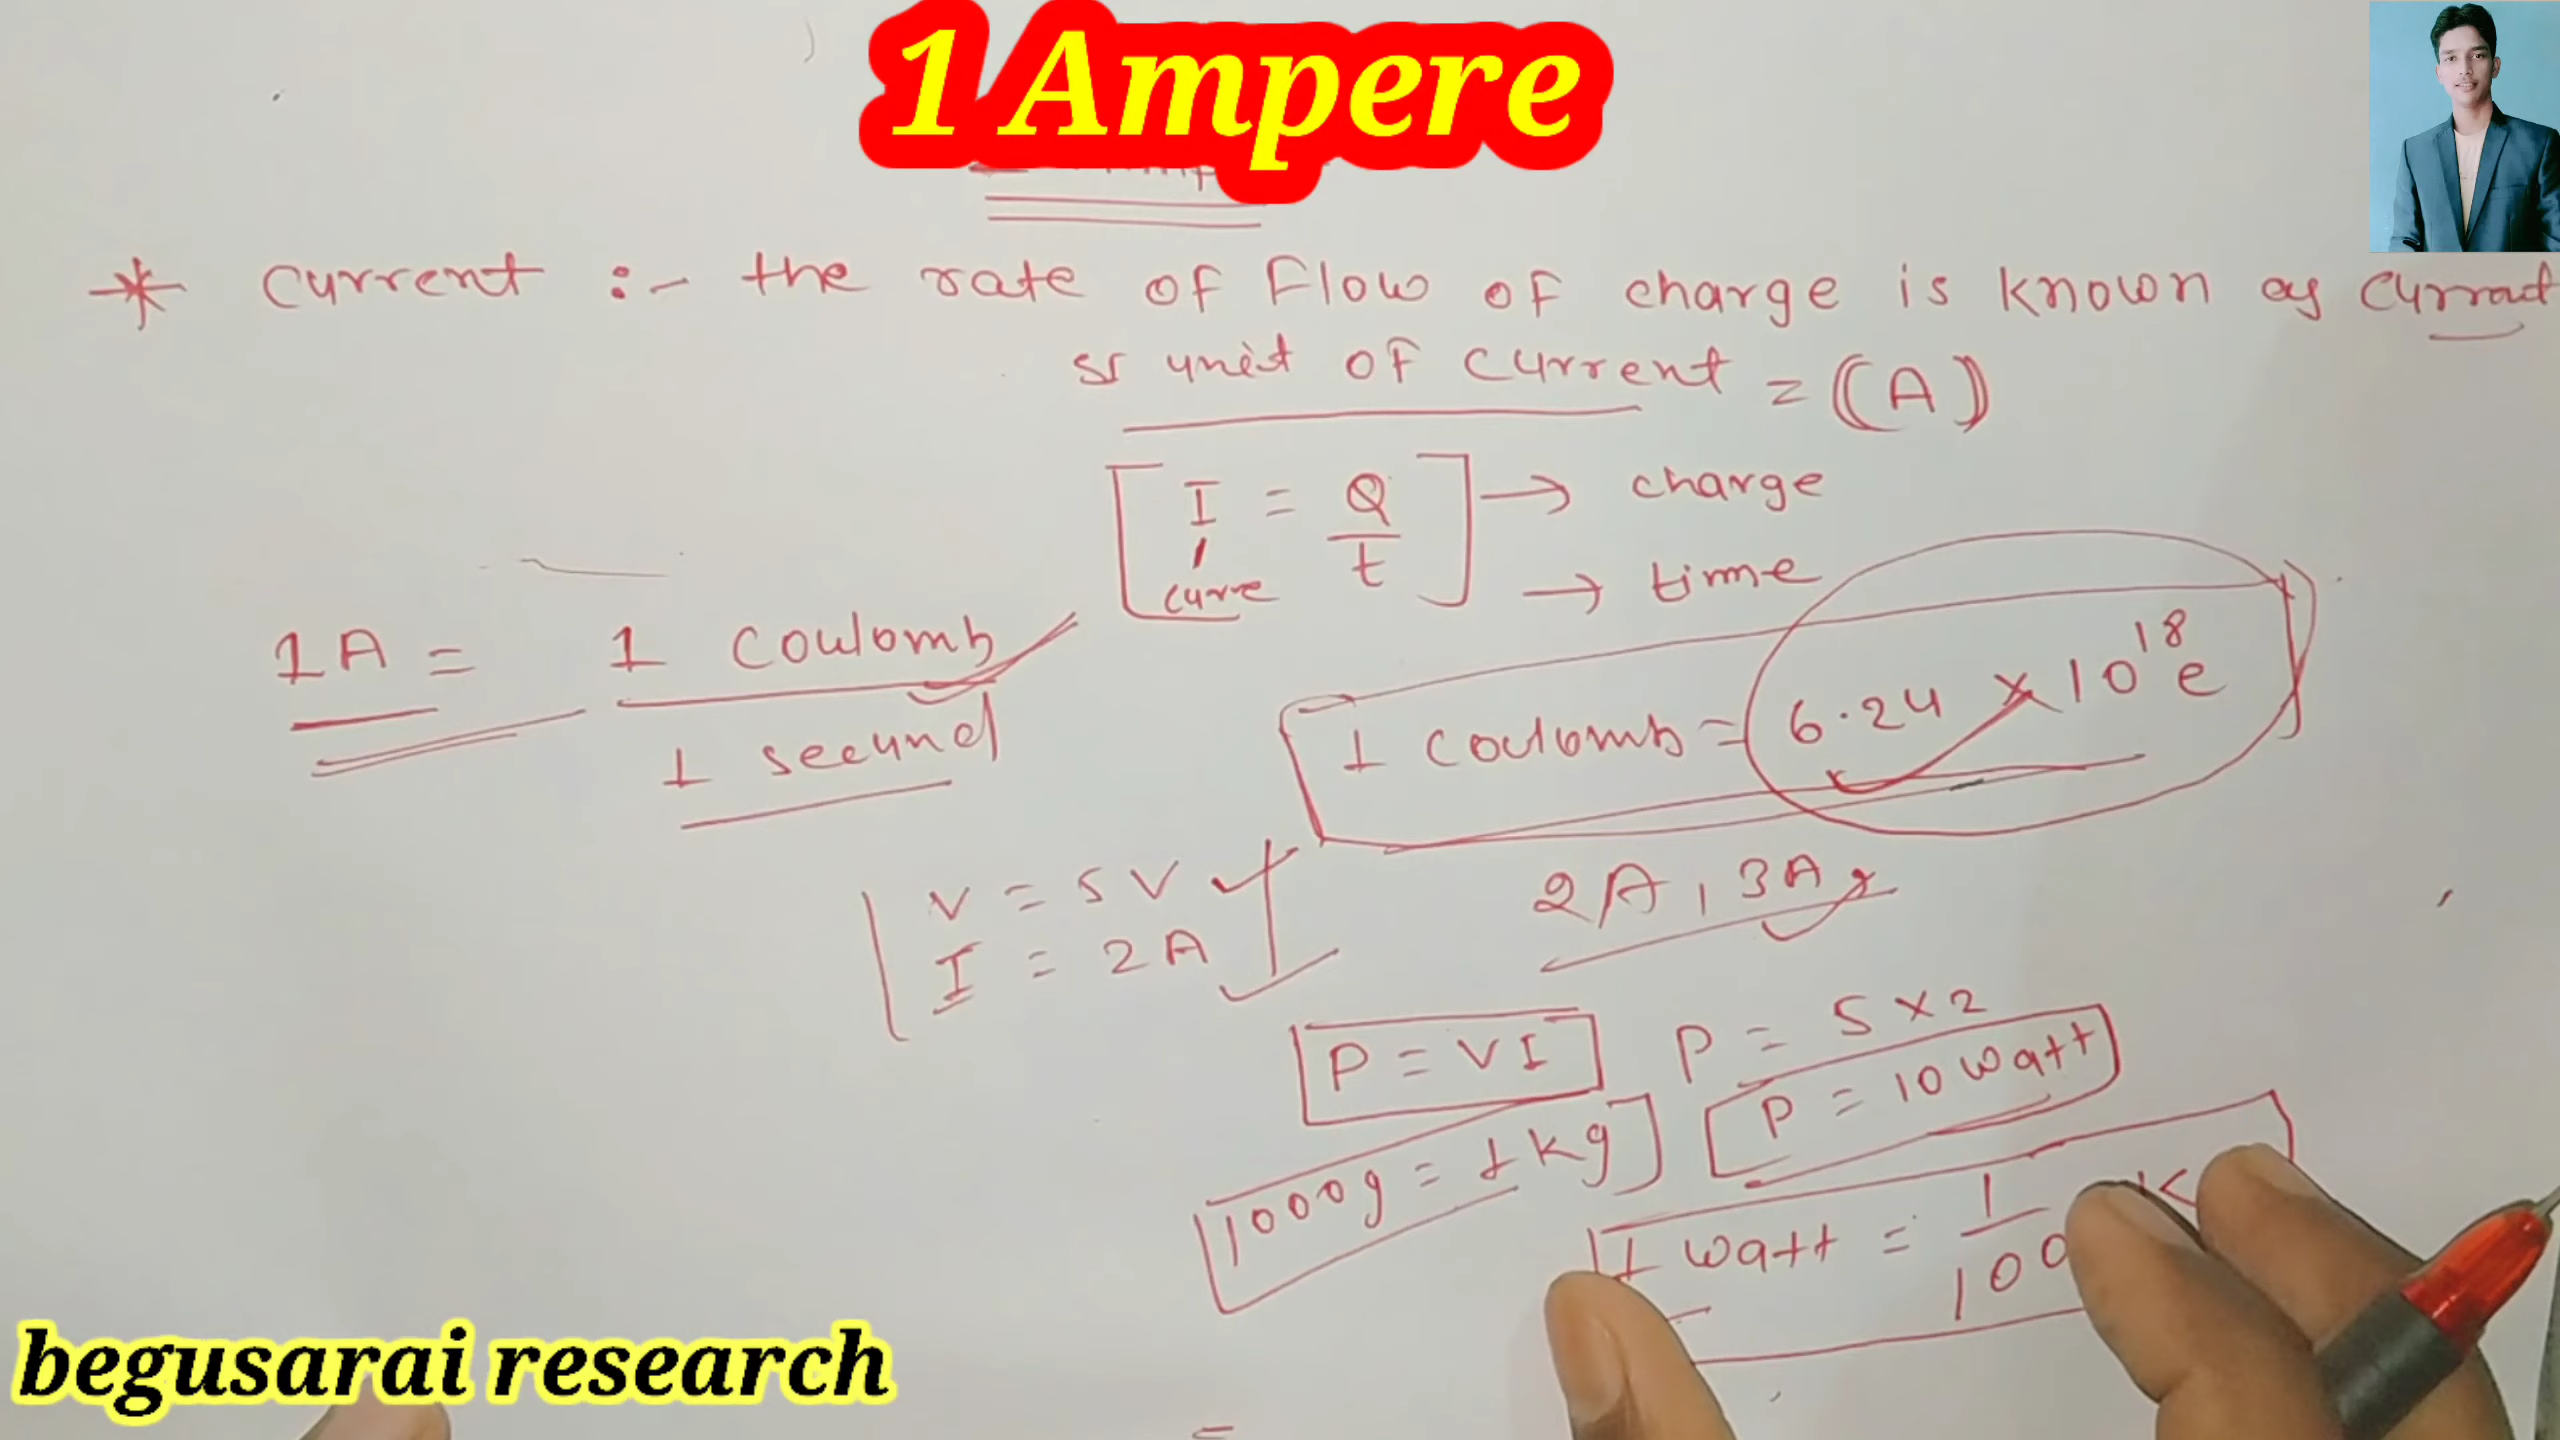 1 Ampere
* Current :- the rate of flow of charge is known as Current
SI unit of Current = (A)
I = Q/t → charge
→ time
1A = 1 Coulomb
1 second
1 Coulomb = 6.24 × 10^18 e
V = 5V
I = 2A
2A, 3A
P = VI
P = 5 × 2
P = 10 watt
1000g = 1kg
1 watt = 1
begusarai research